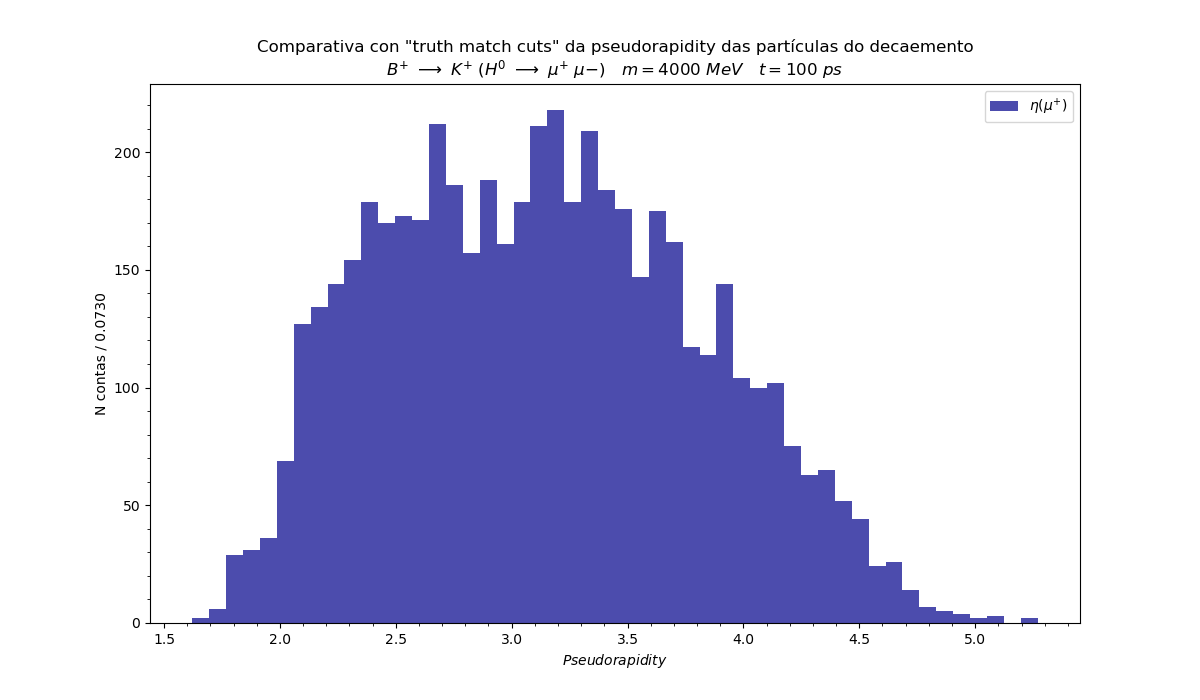 Comparativa con "truth match cuts" da pseudorapidity das partículas do decaemento
B⁺ ⟶ K⁺ (H⁰ ⟶ μ⁺ μ−) m = 4000 MeV t = 100 ps
η(μ⁺)
N contas / 0.0730
200
150
100
50
0
1.5 2.0 2.5 3.0 3.5 4.0 4.5 5.0
Pseudorapidity